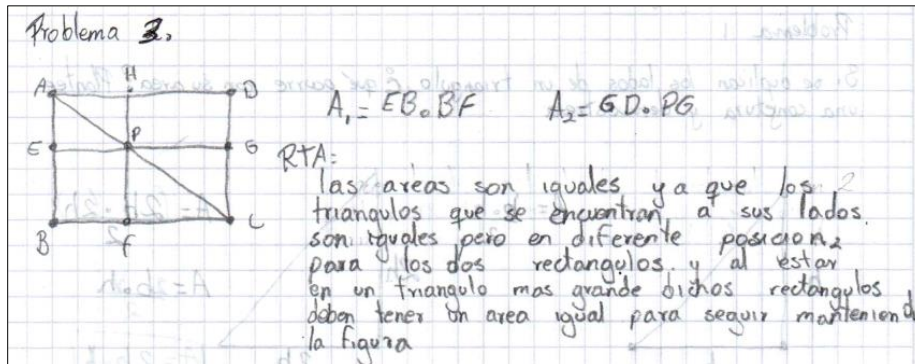 Problema 3.
H
A D
P
E G
B F C
A₁ = EB . BF A₂ = GD . PG
RTA:
las areas son iguales ya que los
triangulos que se encuentran a sus lados.
son iguales pero en diferente posicion,
para los dos rectangulos. y al estar
en un triangulo mas grande dichos rectangulos
deben tener un area igual para seguir manteniend
la figura